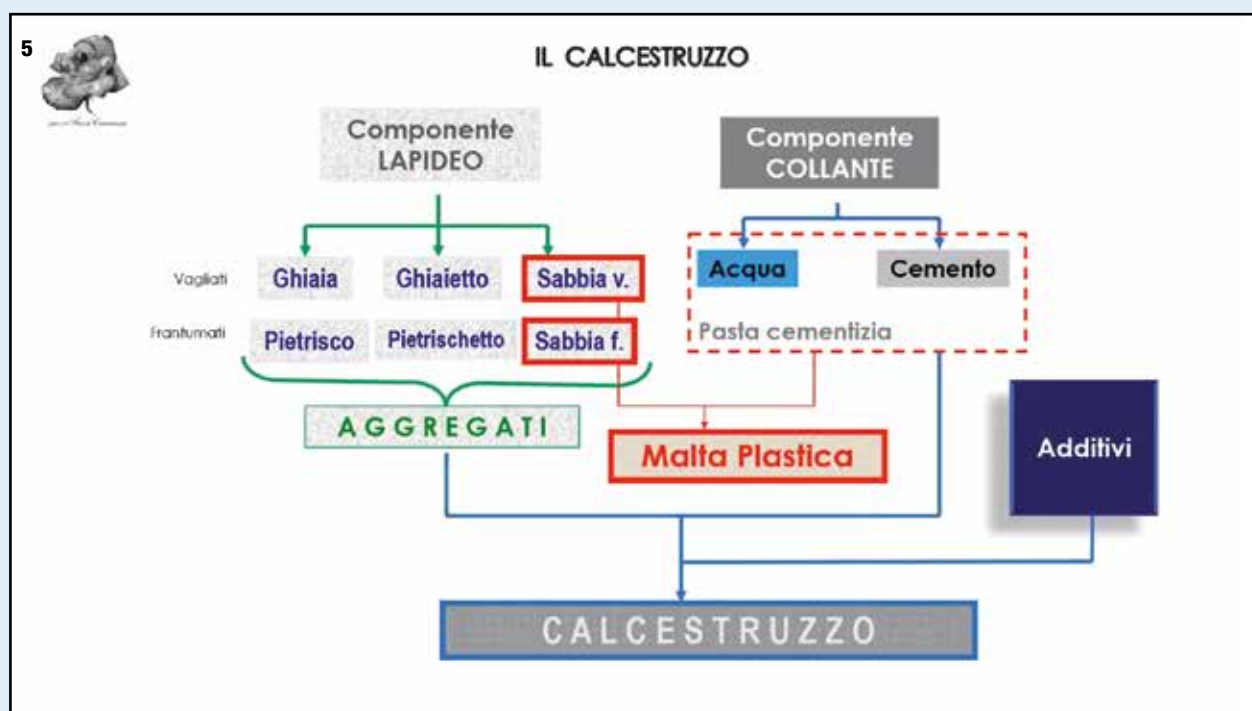 5
IL CALCESTRUZZO
Componente
LAPIDEO
Componente
COLLANTE
Vagliati
Ghiaia
Ghiaietto
Sabbia v.
Acqua
Cemento
Frantumati
Pietrisco
Pietrischetto
Sabbia f.
Pasta cementizia
AGGREGATI
Malta Plastica
Additivi
CALCESTRUZZO